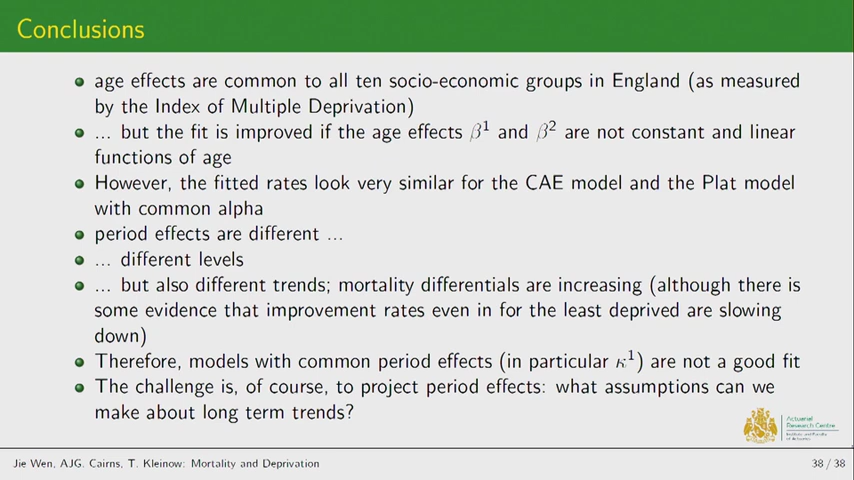 Conclusions
age effects are common to all ten socio-economic groups in England (as measured
by the Index of Multiple Deprivation)
... but the fit is improved if the age effects β¹ and β² are not constant and linear
functions of age
However, the fitted rates look very similar for the CAE model and the Plat model
with common alpha
period effects are different ...
... different levels
... but also different trends; mortality differentials are increasing (although there is
some evidence that improvement rates even in for the least deprived are slowing
down)
Therefore, models with common period effects (in particular κ¹) are not a good fit
The challenge is, of course, to project period effects: what assumptions can we
make about long term trends?
Actuarial
Research Centre
Institute and Faculty
of Actuaries
Jie Wen, AJG. Cairns, T. Kleinow: Mortality and Deprivation
38 / 38